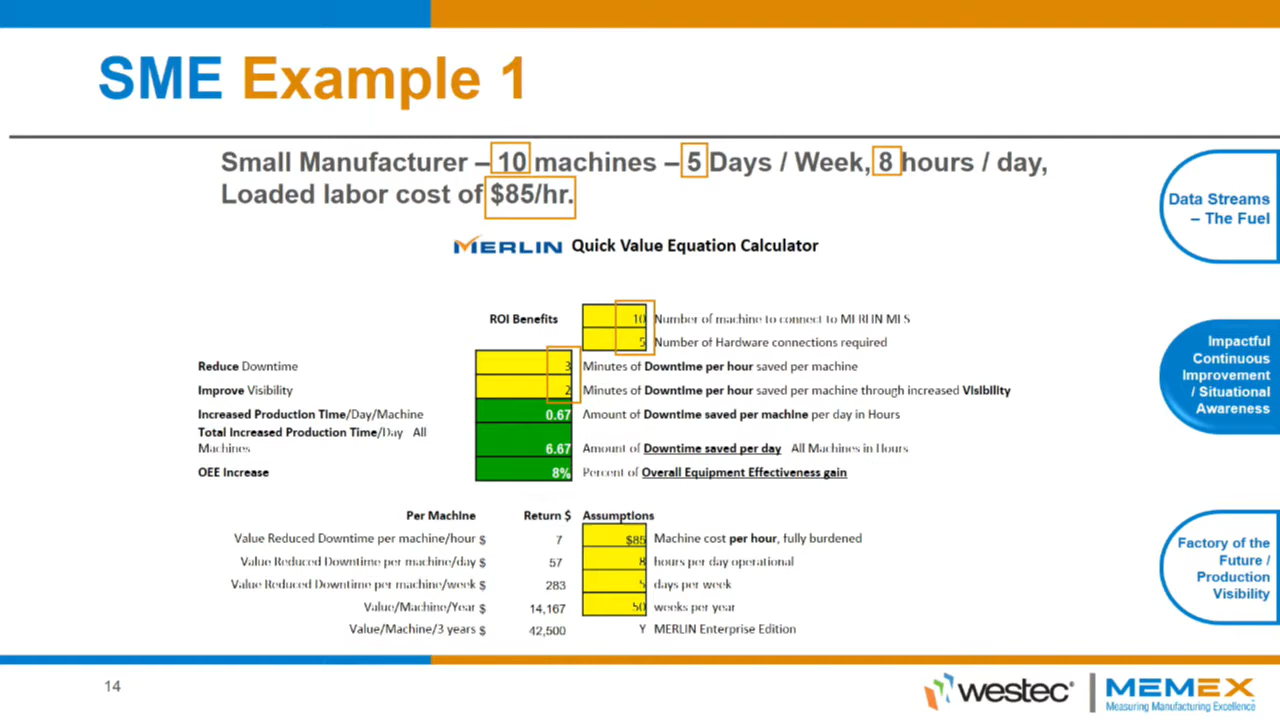 SME Example 1
Small Manufacturer – 10 machines – 5 Days / Week, 8 hours / day,
Loaded labor cost of $85/hr.
MERLIN Quick Value Equation Calculator
ROI Benefits 10 Number of machine to connect to MERLIN MES
5 Number of Hardware connections required
Reduce Downtime 3 Minutes of Downtime per hour saved per machine
Improve Visibility 2 Minutes of Downtime per hour saved per machine through increased Visibility
Increased Production Time/Day/Machine 0.67 Amount of Downtime saved per machine per day in Hours
Total Increased Production Time/Day All
Machines 6.67 Amount of Downtime saved per day All Machines in Hours
OEE Increase 8% Percent of Overall Equipment Effectiveness gain
Per Machine Return $ Assumptions
Value Reduced Downtime per machine/hour $ 7 $85 Machine cost per hour, fully burdened
Value Reduced Downtime per machine/day $ 57 8 hours per day operational
Value Reduced Downtime per machine/week $ 283 5 days per week
Value/Machine/Year $ 14,167 50 weeks per year
Value/Machine/3 years $ 42,500 Y MERLIN Enterprise Edition
Data Streams
– The Fuel
Impactful
Continuous
Improvement
/ Situational
Awareness
Factory of the
Future /
Production
Visibility
14
westec®
MEMEX
Measuring Manufacturing Excellence